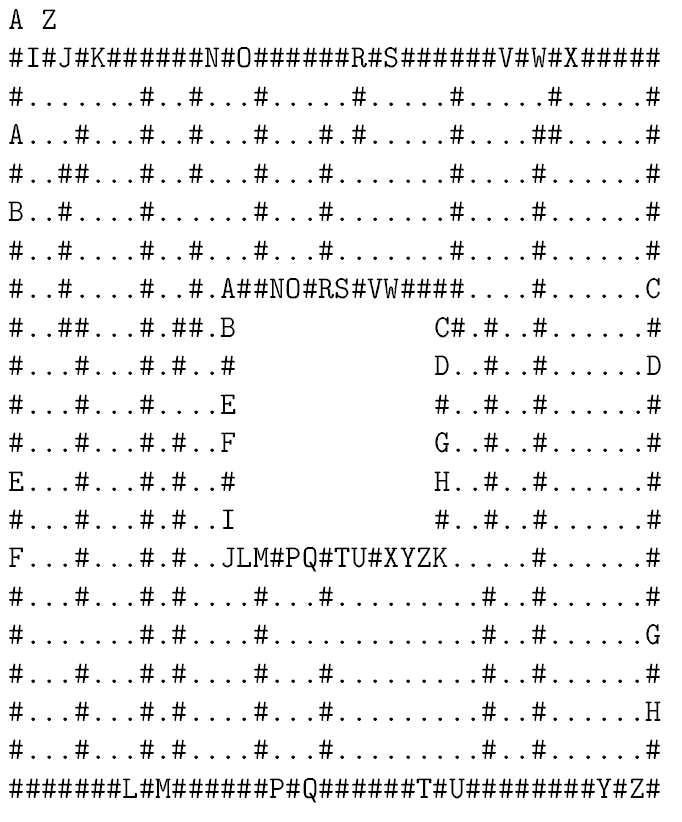 A Z
#I#J#K######N#O######R#S######V#W#X#####
#.......#..#...#.....#.....#.....#.....#
A...#...#..#...#...#.#.....#....##.....#
#..##...#..#...#...#.......#....#......#
B..#....#......#...#.......#....#......#
#..#....#..#...#...#.......#....#......#
#..#....#..#.A##NO#RS#VW####....#......C
#..##...#.##.B            C#.#..#......#
#...#...#.#..#            D..#..#......D
#...#...#....E            #..#..#......#
#...#...#.#..F            G..#..#......#
E...#...#.#..#            H..#..#......#
#...#...#.#..I            #..#..#......#
F...#...#.#..JLM#PQ#TU#XYZK.....#......#
#...#...#.#....#...#.........#..#......#
#.......#.#....#.............#..#......G
#...#...#.#....#...#.........#..#......#
#...#...#.#....#...#.........#..#......H
#...#...#.#....#...#.........#..#......#
#######L#M######P#Q######T#U########Y#Z#